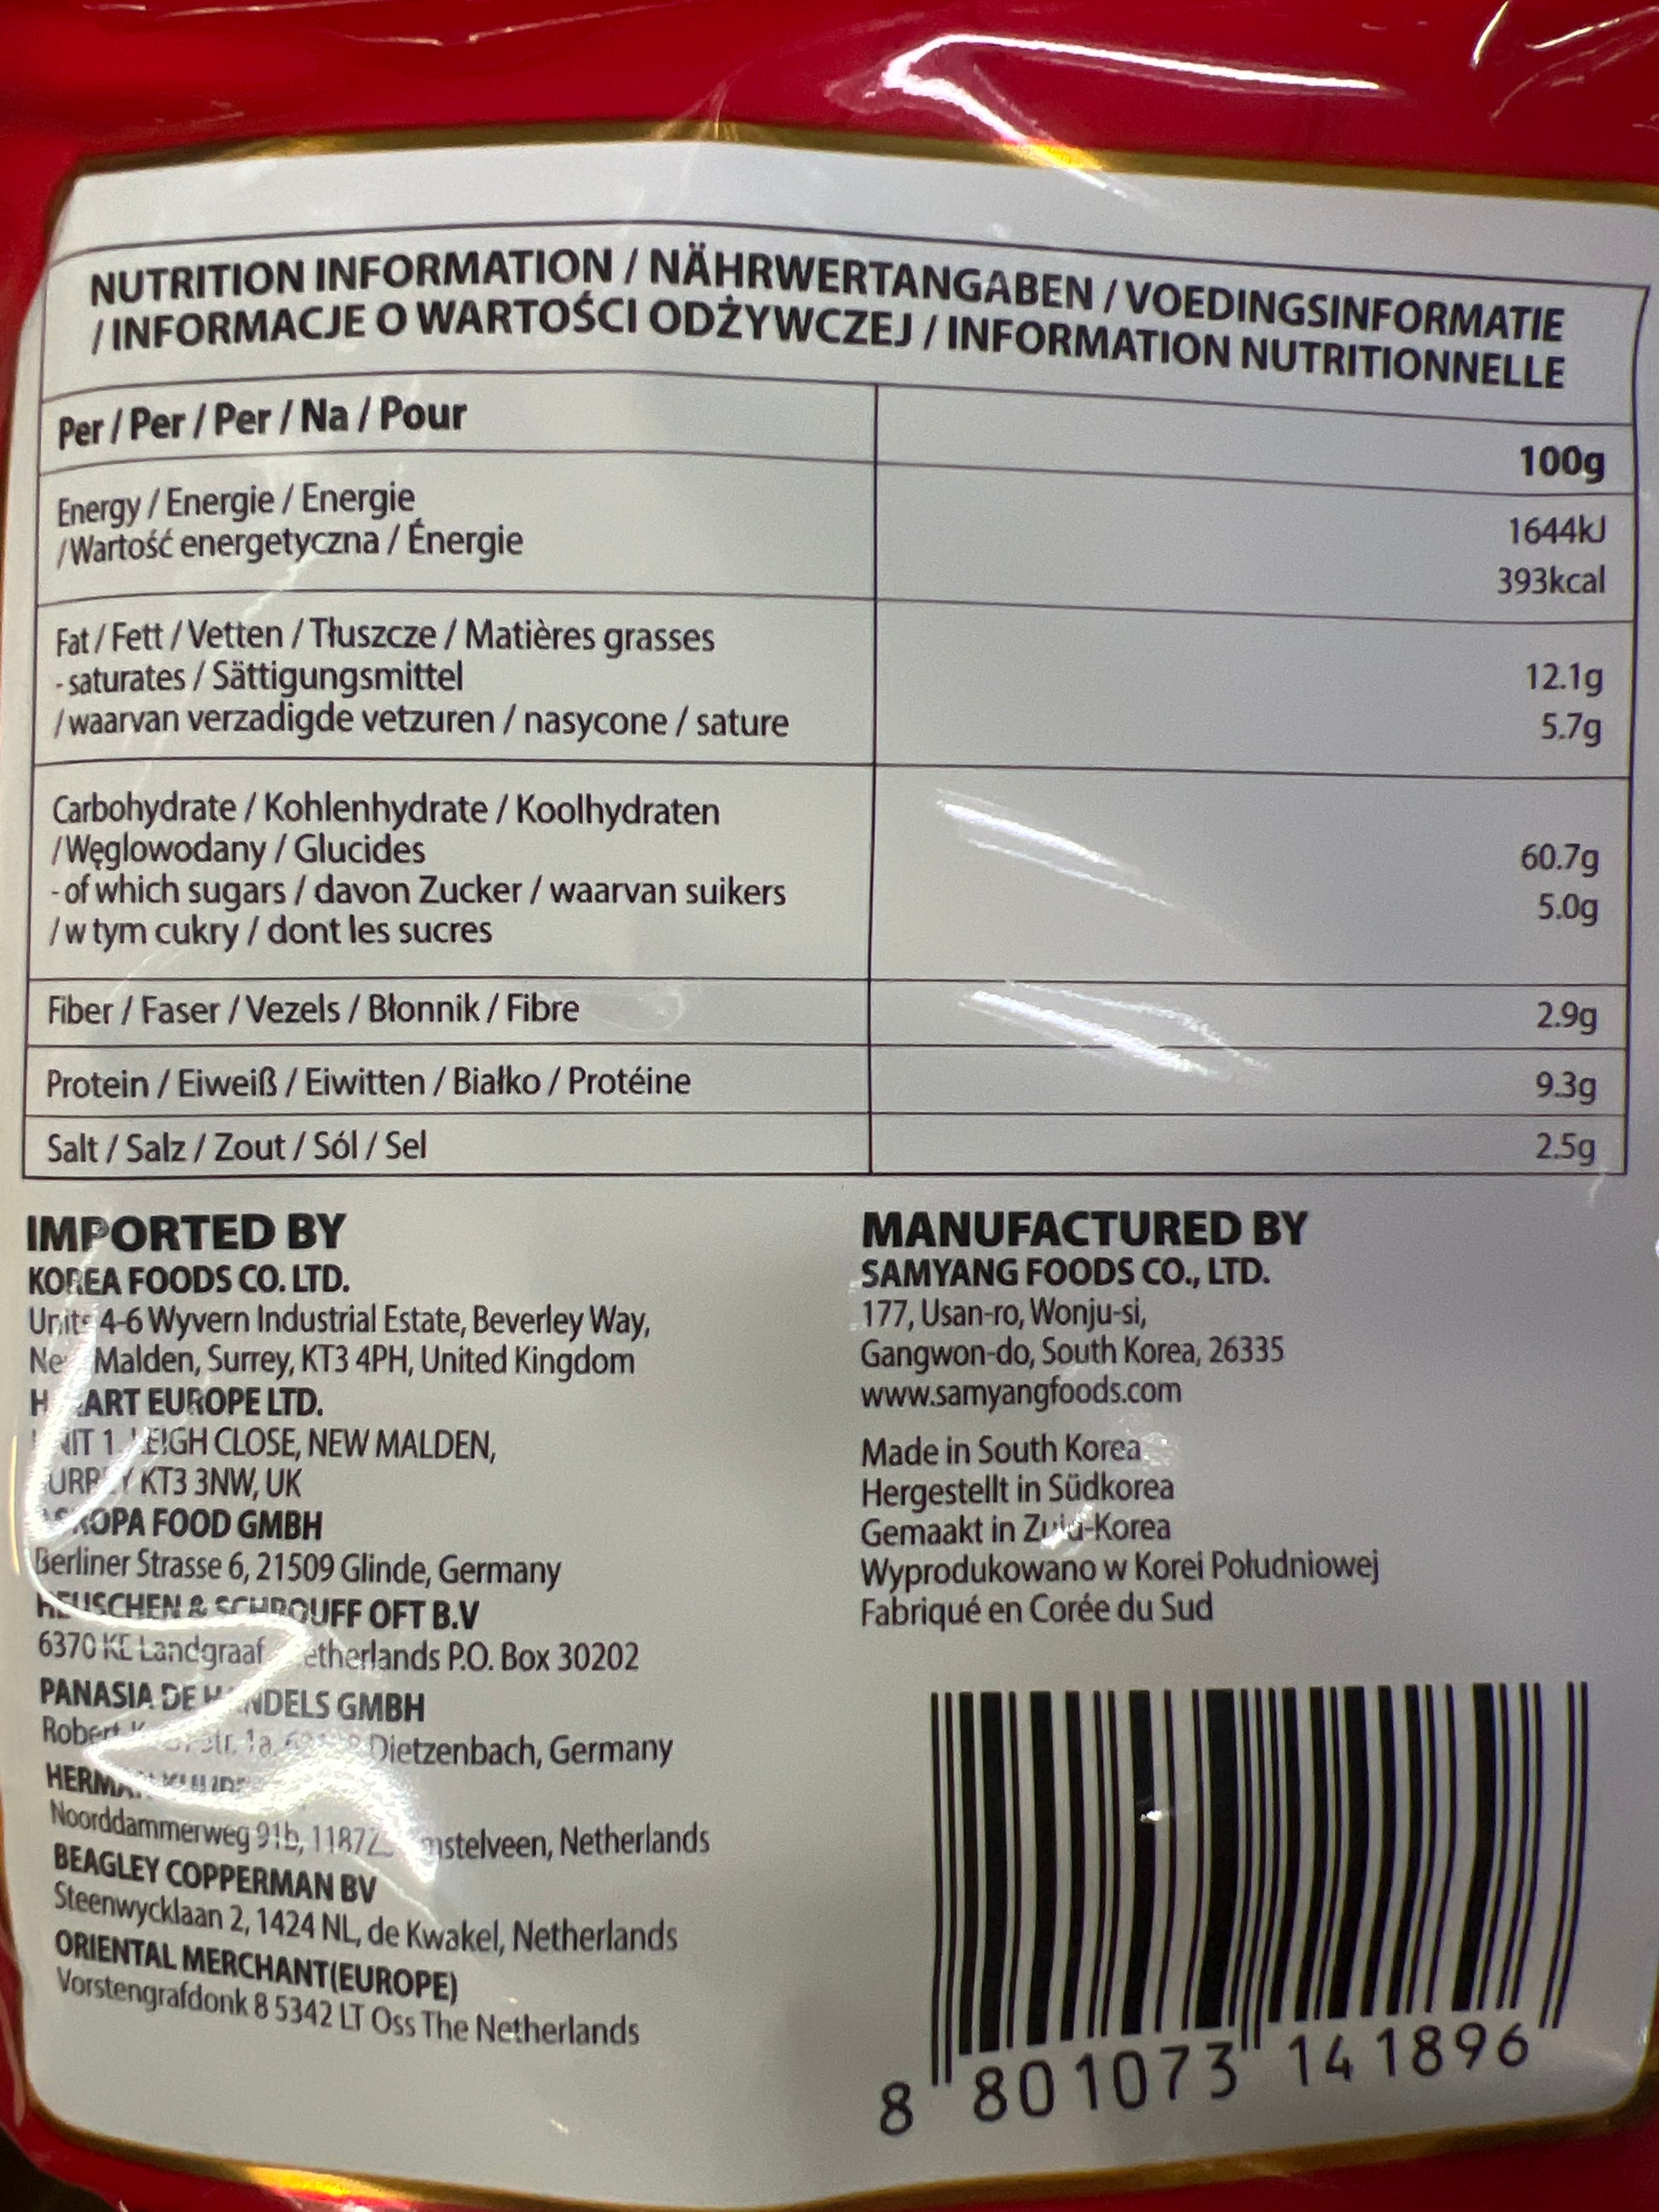 NUTRITION INFORMATION / NÄHRWERTANGABEN / VOEDINGSINFORMATIE
/ INFORMACJE O WARTOŚCI ODŻYWCZEJ / INFORMATION NUTRITIONNELLE
Per / Per / Per / Na / Pour 100g
Energy / Energie / Energie 1644kJ
/ Wartość energetyczna / Énergie 393kcal
Fat / Fett / Vetten / Tłuszcze / Matières grasses 12.1g
- saturates / Sättigungsmittel 5.7g
/ waarvan verzadigde vetzuren / nasycone / sature
Carbohydrate / Kohlenhydrate / Koolhydraten
/ Węglowodany / Glucides 60.7g
- of which sugars / davon Zucker / waarvan suikers 5.0g
/ w tym cukry / dont les sucres
Fiber / Faser / Vezels / Błonnik / Fibre 2.9g
Protein / Eiweiß / Eiwitten / Białko / Protéine 9.3g
Salt / Salz / Zout / Sól / Sel 2.5g
IMPORTED BY
KOREA FOODS CO. LTD.
Units 4-6 Wyvern Industrial Estate, Beverley Way,
Malden, Surrey, KT3 4PH, United Kingdom
EUROPE LTD.
1 LEIGH CLOSE, NEW MALDEN,
KT3 3NW, UK
FOOD GMBH
Berliner Strasse 6, 21509 Glinde, Germany
HEUSCHEN & SCHROUFF OFT B.V
6370 KE Landgraaf P.O. Box 30202
PANASIA GMBH
Robert 1a, Dietzenbach, Germany
Noorddammerweg 91b, Netherlands
BEAGLEY COPPERMAN BV
Steenwycklaan 2, 1424 NL, de Kwakel, Netherlands
ORIENTAL MERCHANT(EUROPE)
Vorstengrafdonk 8 5342 LT Oss The Netherlands
MANUFACTURED BY
SAMYANG FOODS CO., LTD.
177, Usan-ro, Wonju-si,
Gangwon-do, South Korea, 26335
www.samyangfoods.com
Made in South Korea
Hergestellt in Südkorea
Gemaakt in Zuid-Korea
Wyprodukowano w Korei Południowej
Fabriqué en Corée du Sud
8 801073 141896